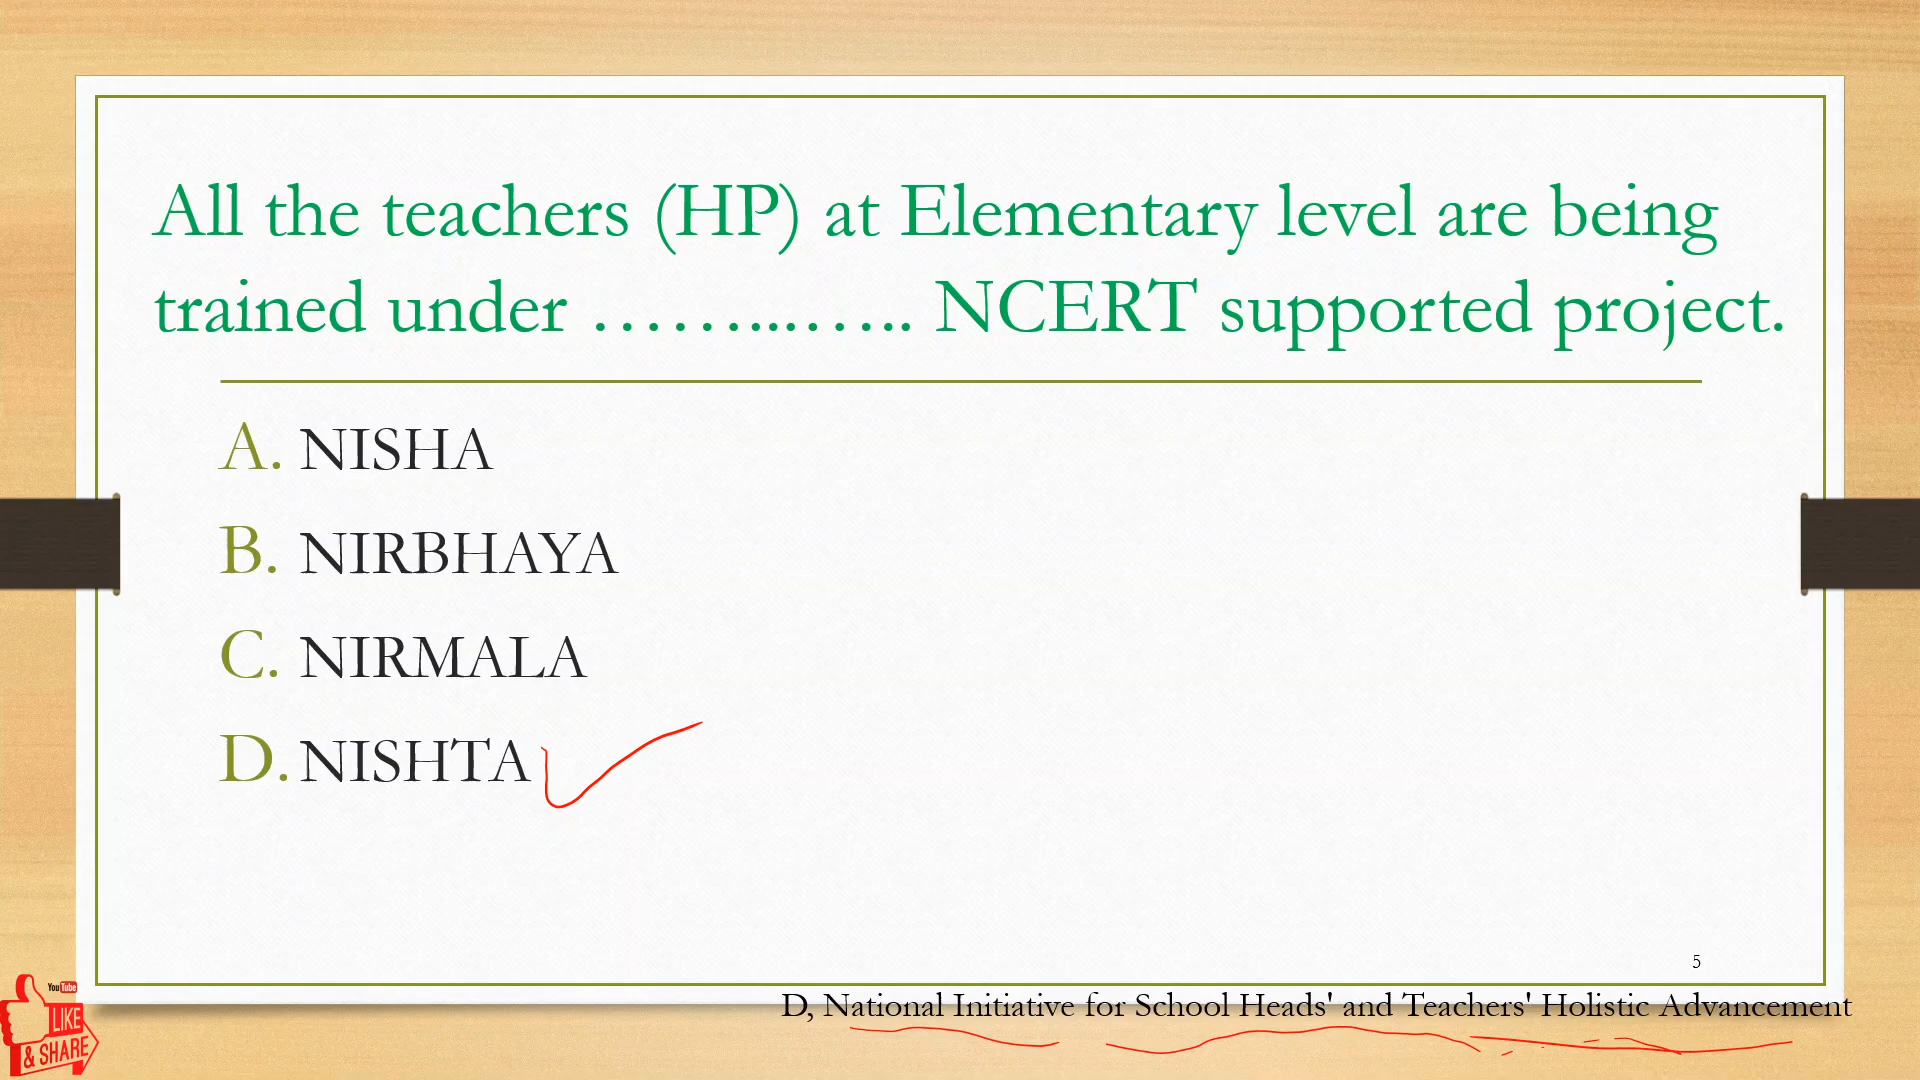 All the teachers (HP) at Elementary level are being
trained under ……...….. NCERT supported project.
A. NISHA
B. NIRBHAYA
C. NIRMALA
D. NISHTA
5
D, National Initiative for School Heads' and Teachers' Holistic Advancement
YouTube
LIKE
& SHARE